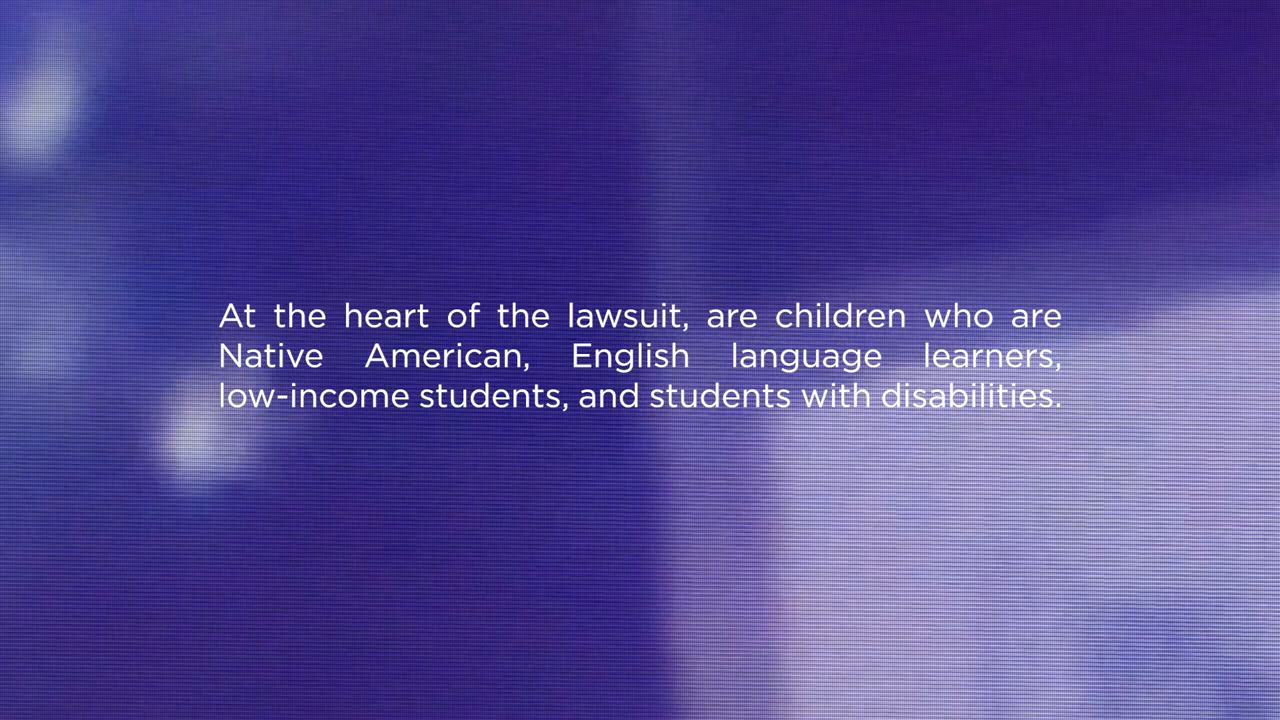 At the heart of the lawsuit, are children who are
Native American, English language learners,
low-income students, and students with disabilities.